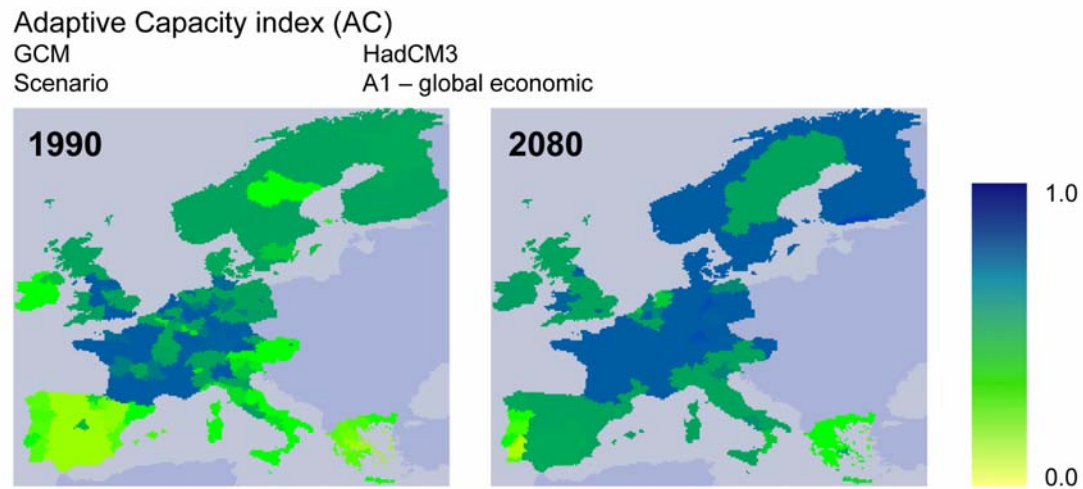 Adaptive Capacity index (AC)
GCM HadCM3
Scenario A1 – global economic
1990
2080
1.0
0.0